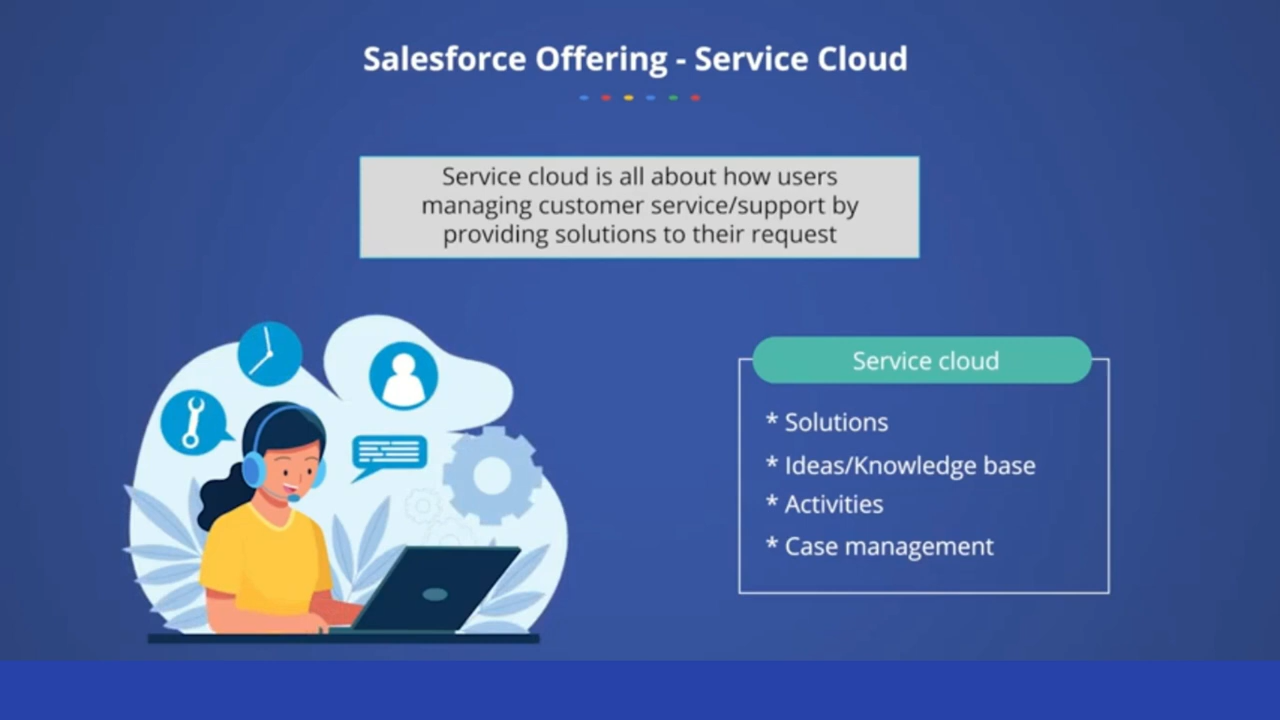 Salesforce Offering - Service Cloud
Service cloud is all about how users
managing customer service/support by
providing solutions to their request
Service cloud
* Solutions
* Ideas/Knowledge base
* Activities
* Case management